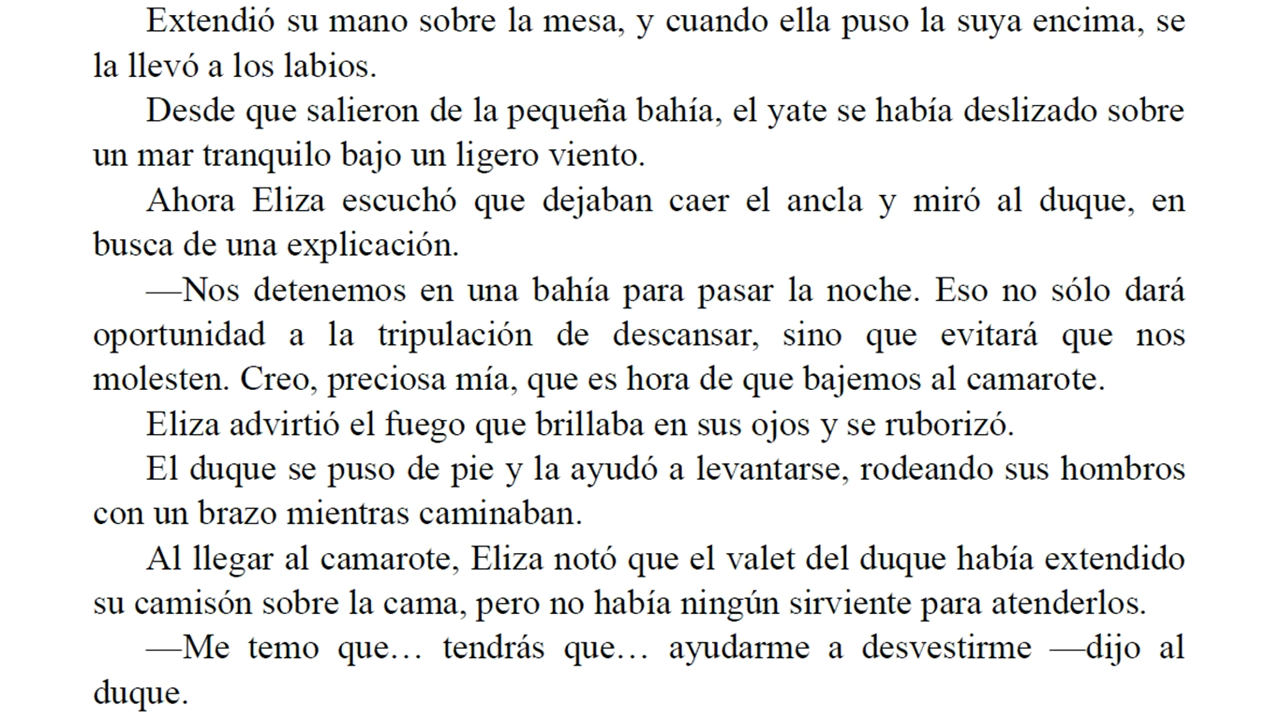 Extendió su mano sobre la mesa, y cuando ella puso la suya encima, se
la llevó a los labios.
Desde que salieron de la pequeña bahía, el yate se había deslizado sobre
un mar tranquilo bajo un ligero viento.
Ahora Eliza escuchó que dejaban caer el ancla y miró al duque, en
busca de una explicación.
—Nos detenemos en una bahía para pasar la noche. Eso no sólo dará
oportunidad a la tripulación de descansar, sino que evitará que nos
molesten. Creo, preciosa mía, que es hora de que bajemos al camarote.
Eliza advirtió el fuego que brillaba en sus ojos y se ruborizó.
El duque se puso de pie y la ayudó a levantarse, rodeando sus hombros
con un brazo mientras caminaban.
Al llegar al camarote, Eliza notó que el valet del duque había extendido
su camisón sobre la cama, pero no había ningún sirviente para atenderlos.
—Me temo que… tendrás que… ayudarme a desvestirme —dijo al
duque.